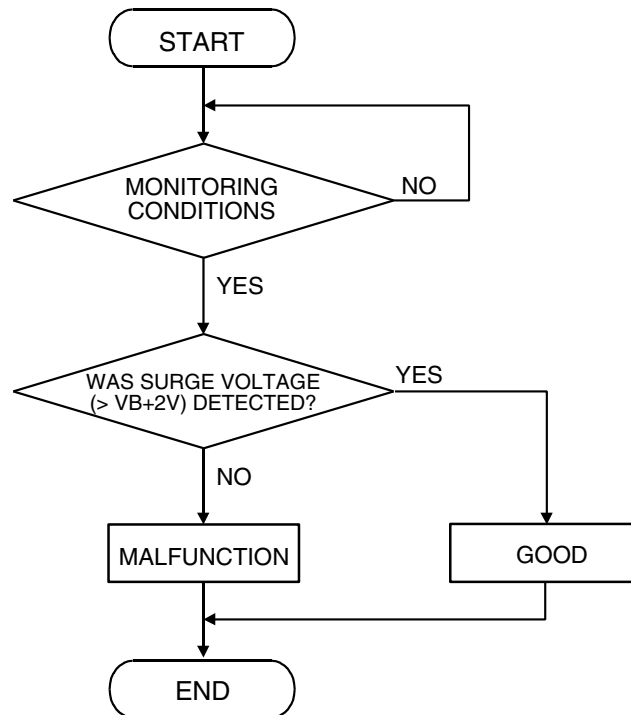 START
MONITORING
CONDITIONS
NO
YES
WAS SURGE VOLTAGE
(> VB+2V) DETECTED?
YES
NO
MALFUNCTION
GOOD
END